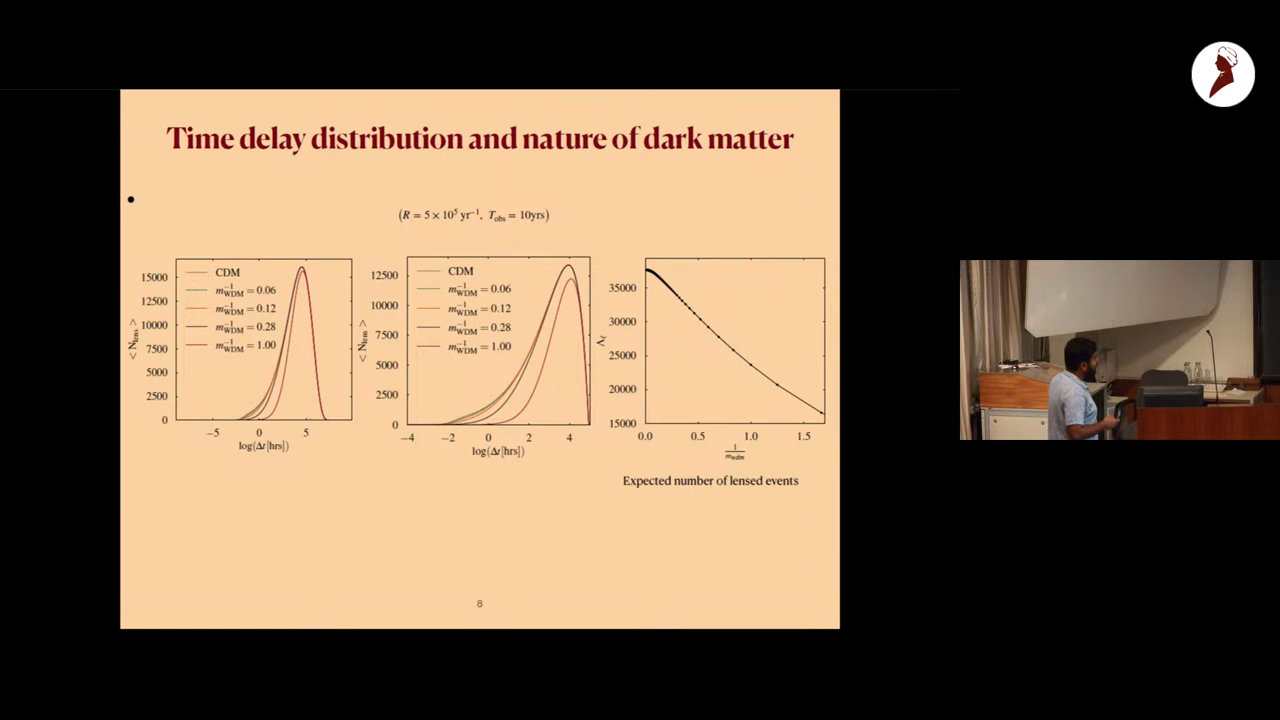 Time delay distribution and nature of dark matter
(R = 5 × 10⁵ yr⁻¹, T_obs = 10yrs)
< N_lens >
15000
12500
10000
7500
5000
2500
0
CDM
m⁻¹_WDM = 0.06
m⁻¹_WDM = 0.12
m⁻¹_WDM = 0.28
m⁻¹_WDM = 1.00
−5 0 5
log(Δt[hrs])
< N_lens >
12500
10000
7500
5000
2500
0
CDM
m⁻¹_WDM = 0.06
m⁻¹_WDM = 0.12
m⁻¹_WDM = 0.28
m⁻¹_WDM = 1.00
−4 −2 0 2 4
log(Δt[hrs])
35000
30000
25000
20000
15000
0.0 0.5 1.0 1.5
1/m_wdm
Expected number of lensed events
8